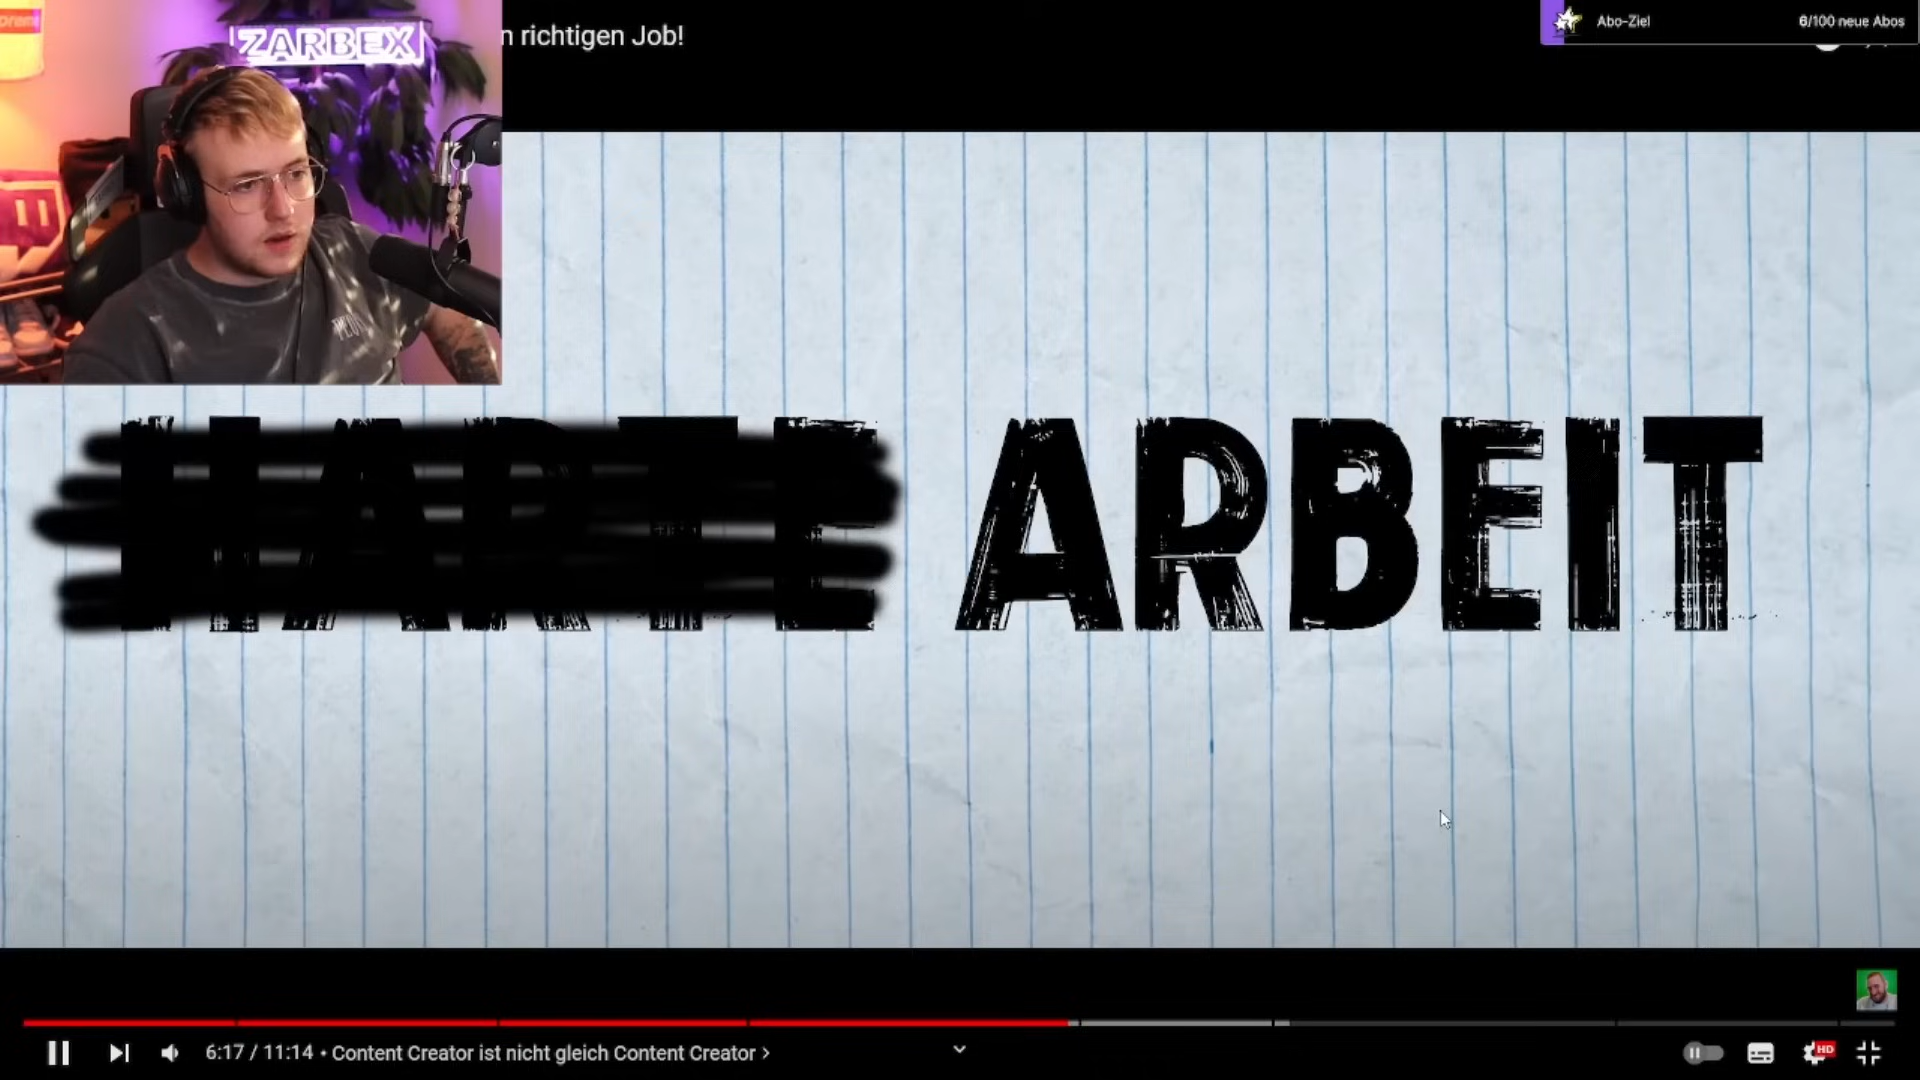 ZARBEX
n richtigen Job!
Abo-Ziel
6/100 neue Abos
ARBEIT
6:17 / 11:14 • Content Creator ist nicht gleich Content Creator >
HD